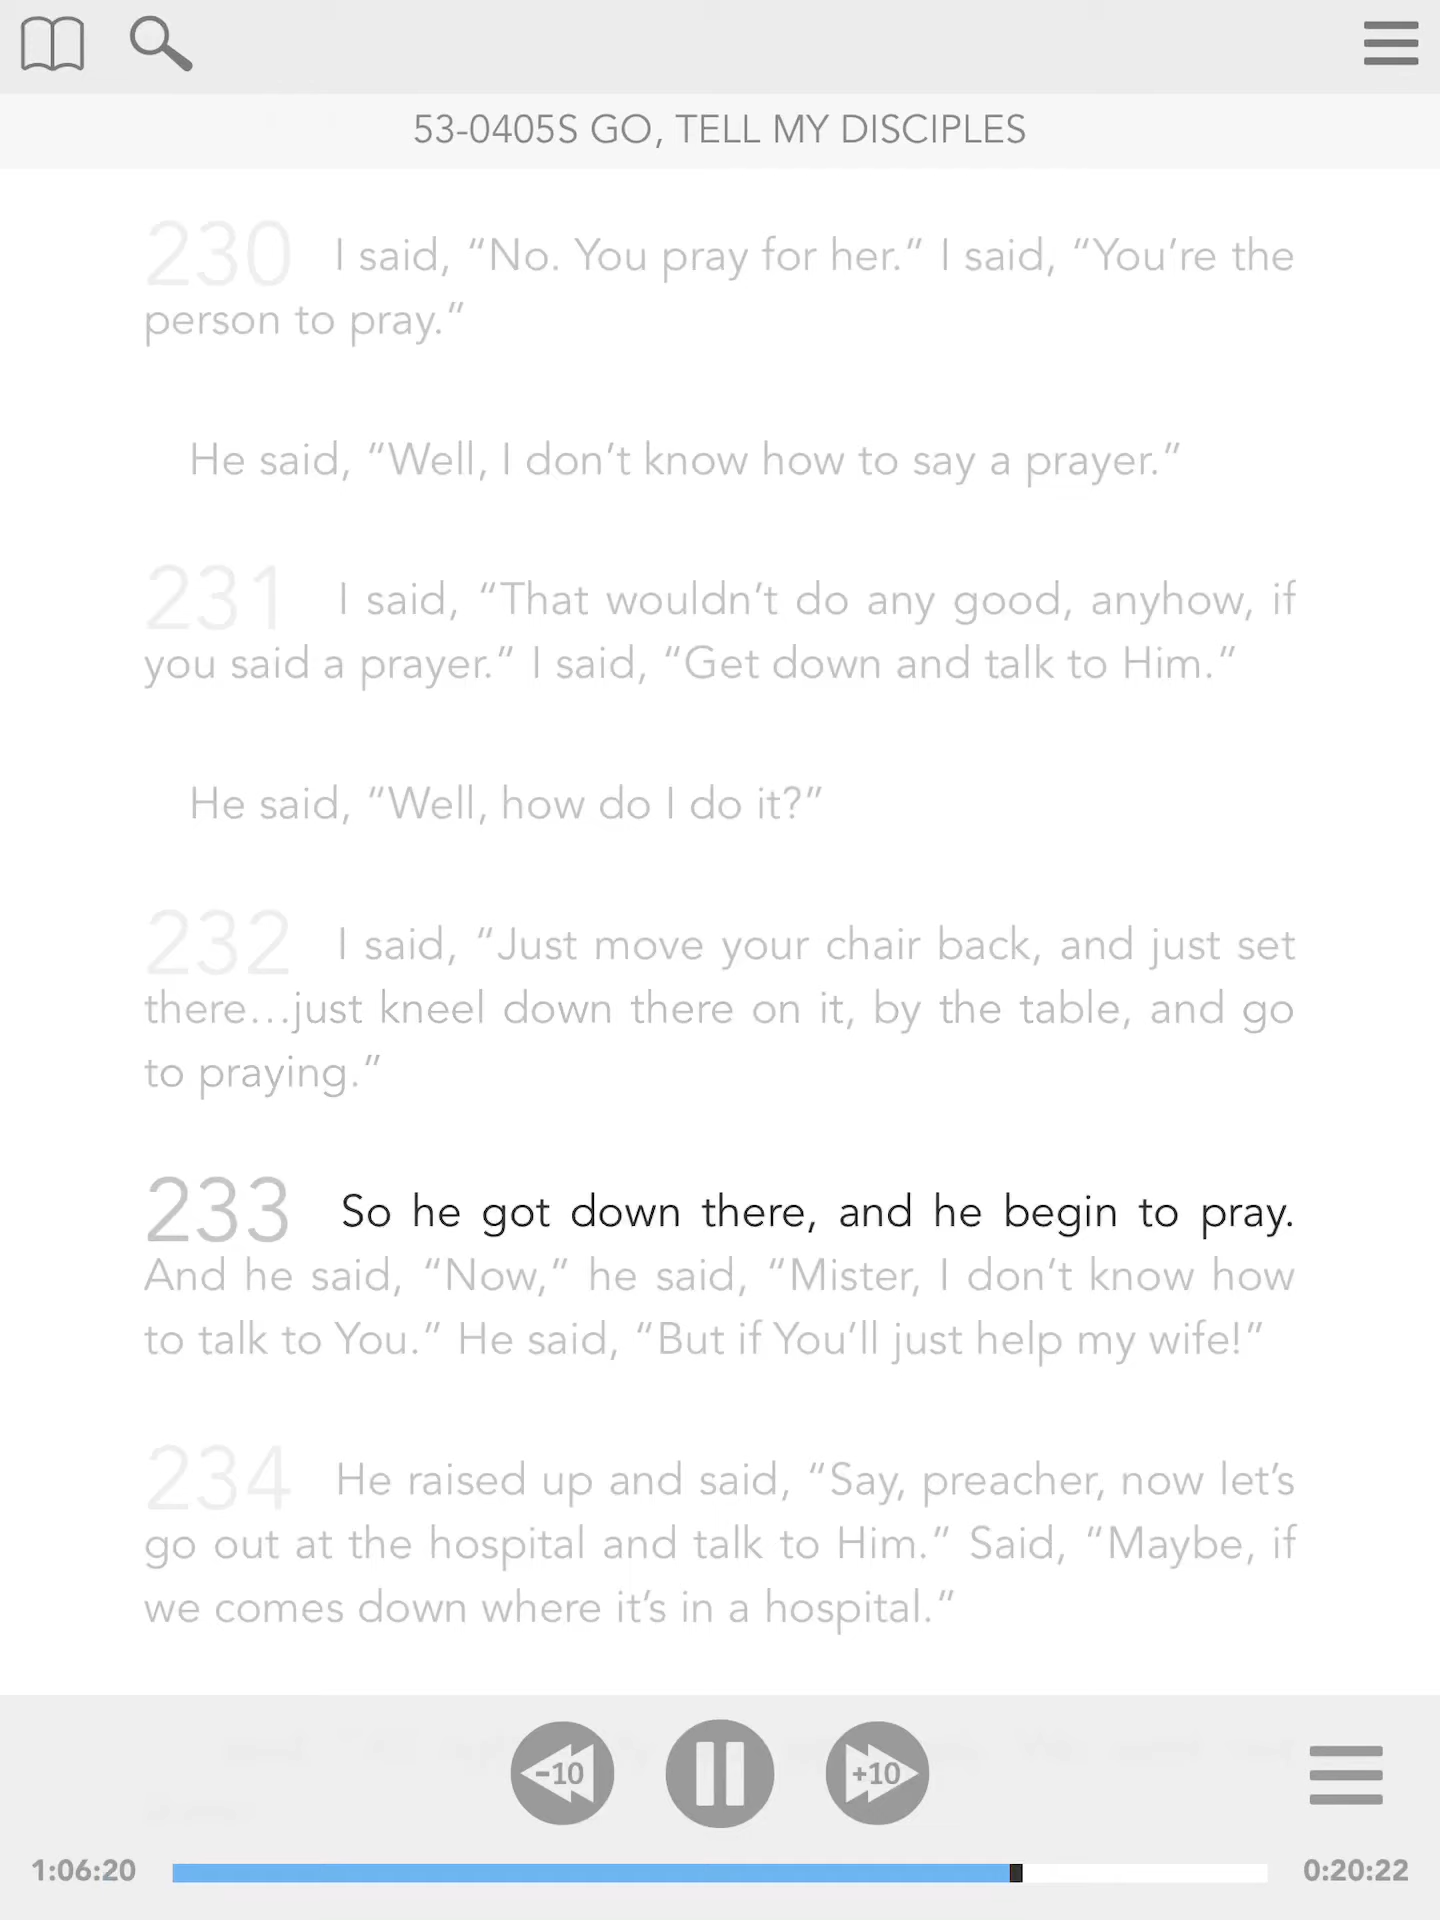 53-0405S GO, TELL MY DISCIPLES
230 I said, “No. You pray for her.” I said, “You’re the
person to pray.”
He said, “Well, I don’t know how to say a prayer.”
231 I said, “That wouldn’t do any good, anyhow, if
you said a prayer.” I said, “Get down and talk to Him.”
He said, “Well, how do I do it?”
232 I said, “Just move your chair back, and just set
there…just kneel down there on it, by the table, and go
to praying.”
233 So he got down there, and he begin to pray.
And he said, “Now,” he said, “Mister, I don’t know how
to talk to You.” He said, “But if You’ll just help my wife!”
234 He raised up and said, “Say, preacher, now let’s
go out at the hospital and talk to Him.” Said, “Maybe, if
we comes down where it’s in a hospital.”
-10 +10
1:06:20 0:20:22